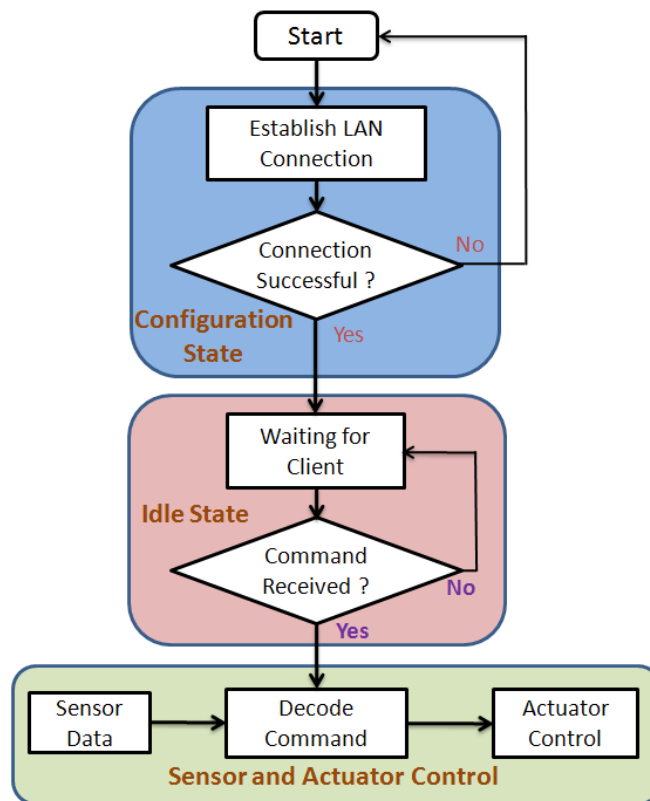 Start
Establish LAN
Connection
Connection
Successful ?
No
Configuration
State
Yes
Waiting for
Client
Idle State
Command
Received ?
No
Yes
Sensor
Data
Decode
Command
Actuator
Control
Sensor and Actuator Control